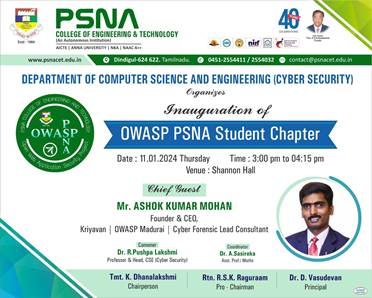 PSNA
COLLEGE OF ENGINEERING & TECHNOLOGY
(An Autonomous Institution)
AICTE | ANNA UNIVERSITY | NBA | NAAC A++
Estd - 1984
40
nirf
www.psnacet.edu.in Dindigul-624 622, Tamilnadu. 0451-2554411 / 2554032 contact@psnacet.edu.in
DEPARTMENT OF COMPUTER SCIENCE AND ENGINEERING (CYBER SECURITY)
Organizes
Inauguration of
OWASP PSNA Student Chapter
OWASP
PSNA
Date : 11.01.2024 Thursday Time : 3:00 pm to 04:15 pm
Venue : Shannon Hall
Chief Guest
Mr. ASHOK KUMAR MOHAN
Founder & CEO,
Kriyavan | OWASP Madurai | Cyber Forensic Lead Consultant
Convener
Dr. R.Pushpa Lakshmi
Professor & Head, CSE (Cyber Security)
Coordinator
Dr. A.Sasireka
Asst. Prof / Maths
Tmt. K. Dhanalakshmi
Chairperson
Rtn. R.S.K. Raguraam
Pro - Chairman
Dr. D. Vasudevan
Principal